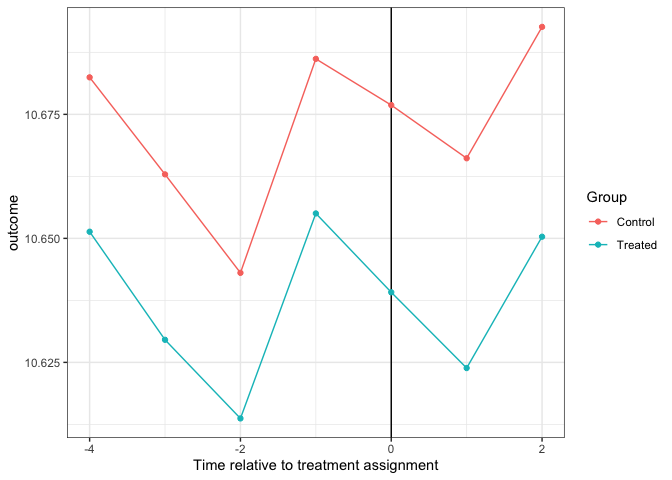 outcome
10.675
10.650
10.625
-4
-2
0
2
Time relative to treatment assignment
Group
Control
Treated